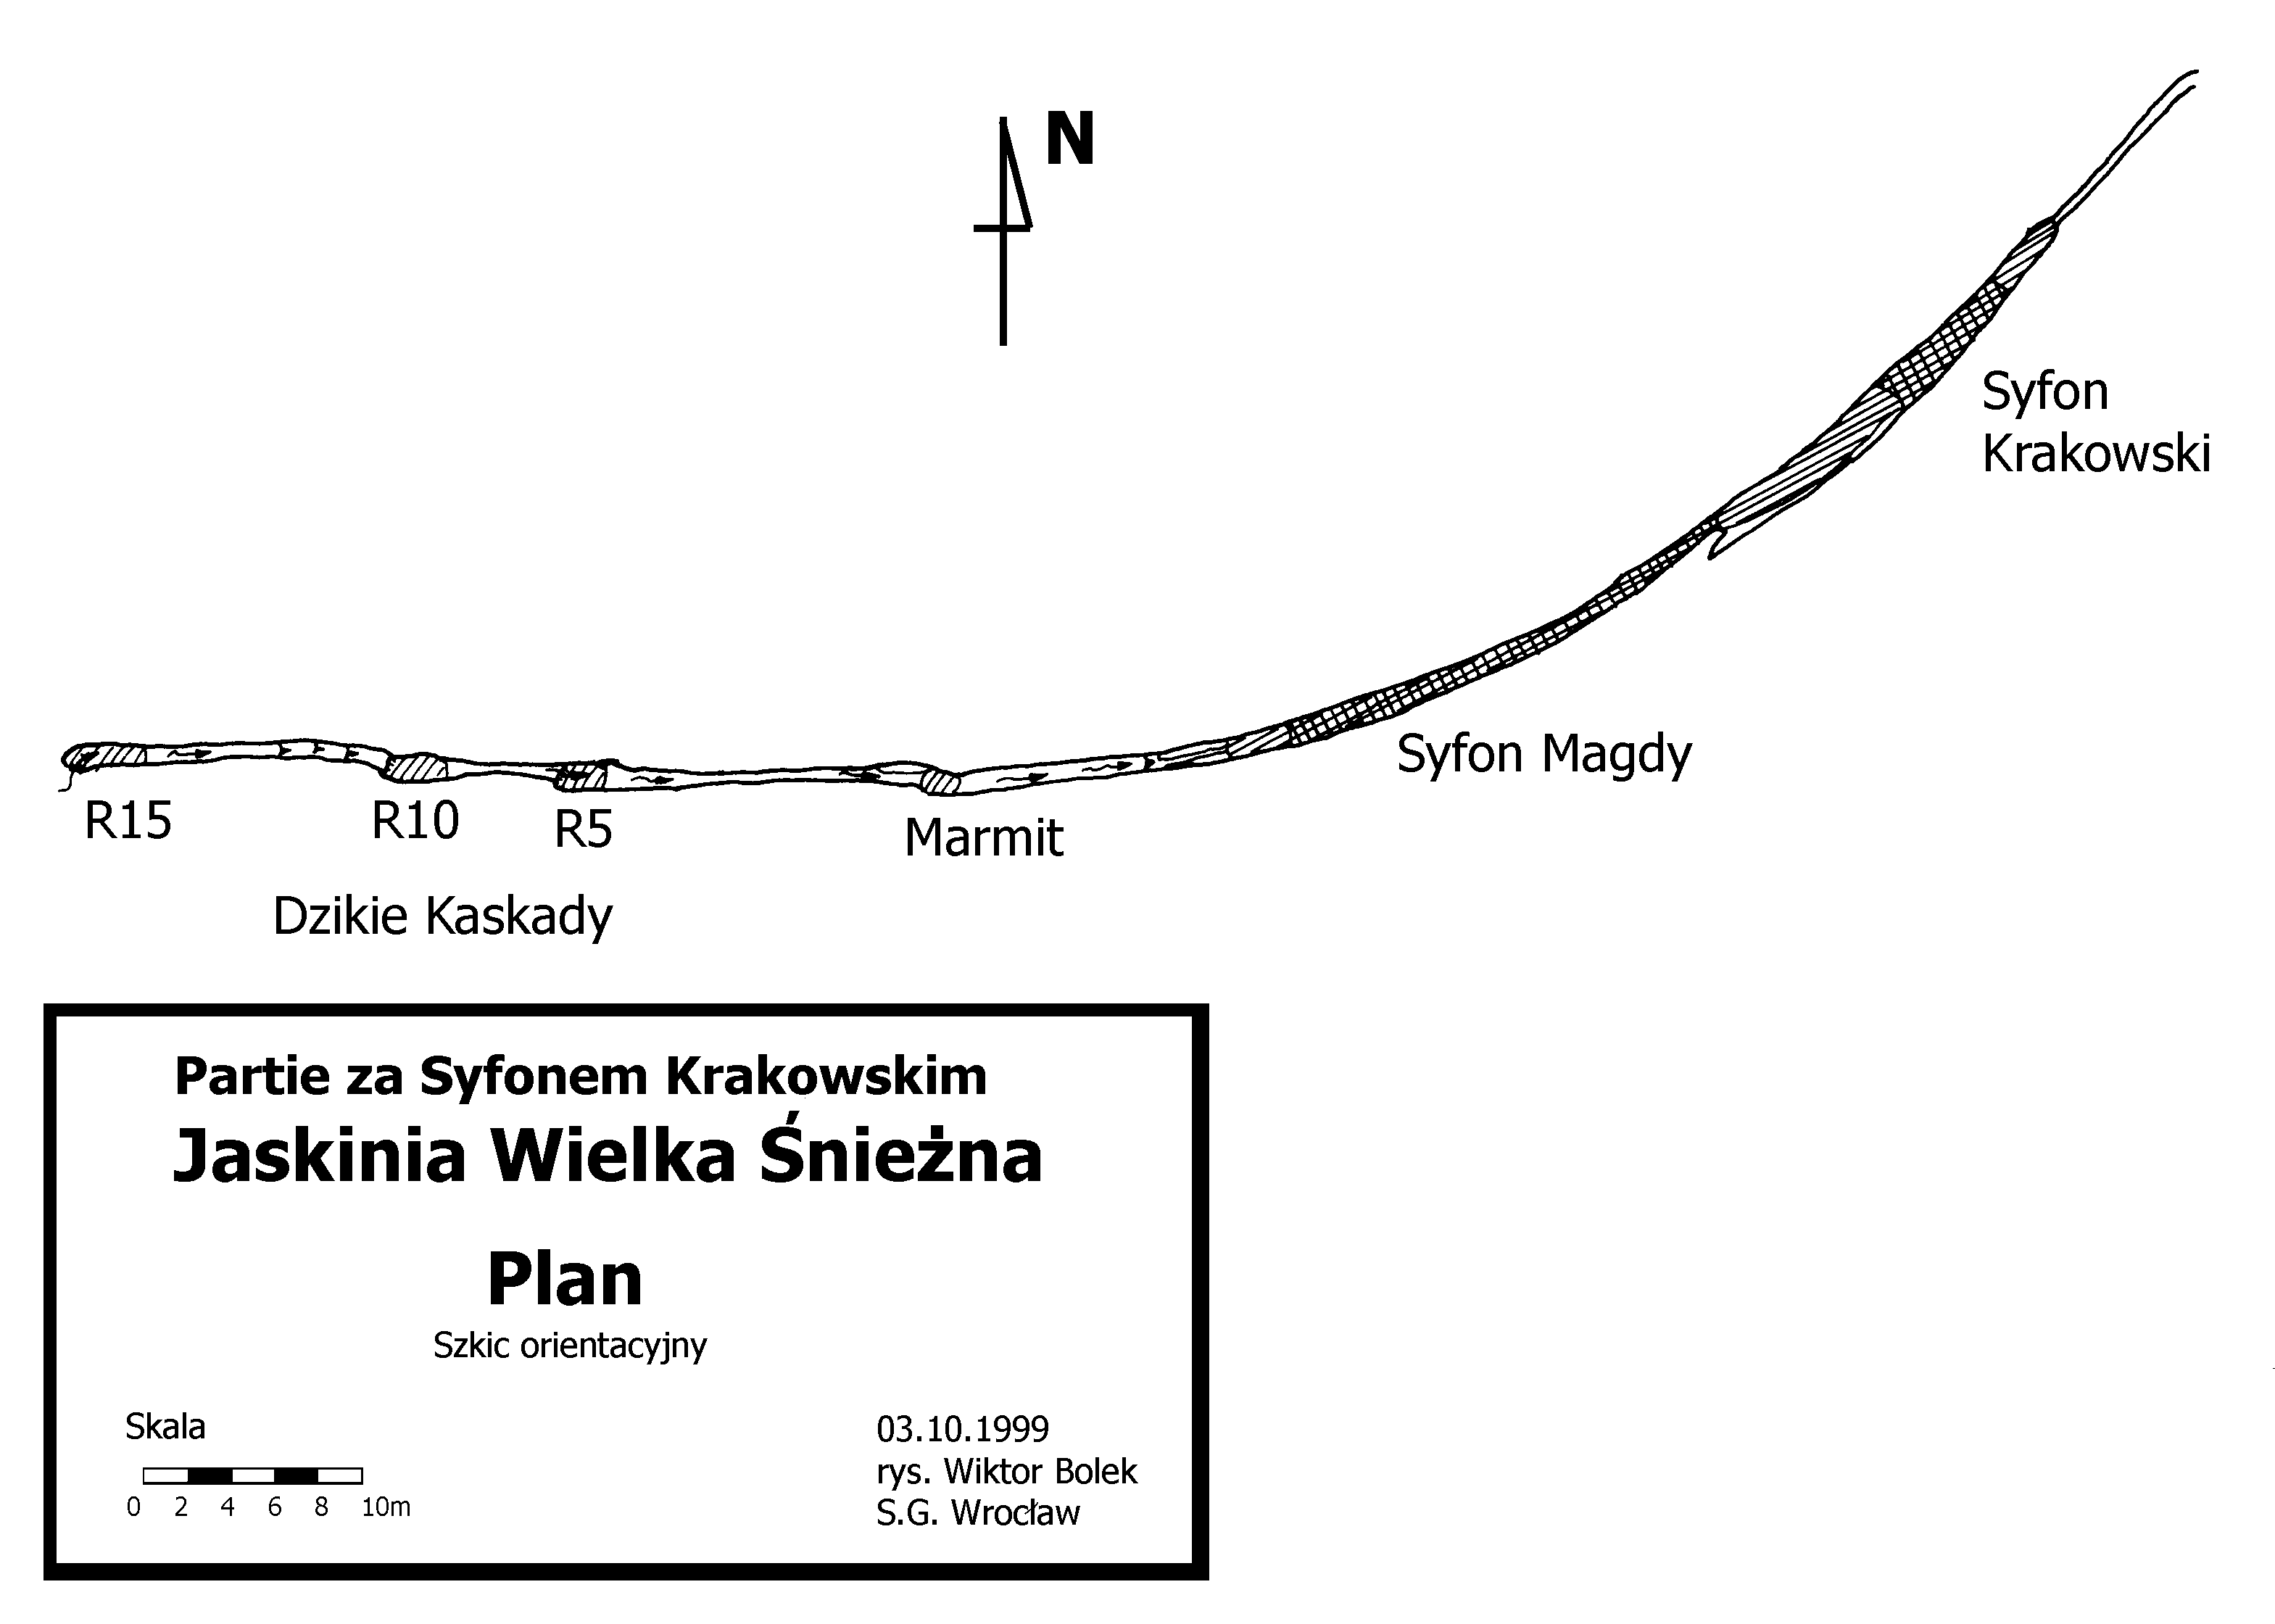 N
Syfon
Krakowski
Syfon Magdy
R15
R10
R5
Marmit
Dzikie Kaskady
Partie za Syfonem Krakowskim
Jaskinia Wielka Śnieżna
Plan
Szkic orientacyjny
Skala
0 2 4 6 8 10m
03.10.1999
rys. Wiktor Bolek
S.G. Wrocław